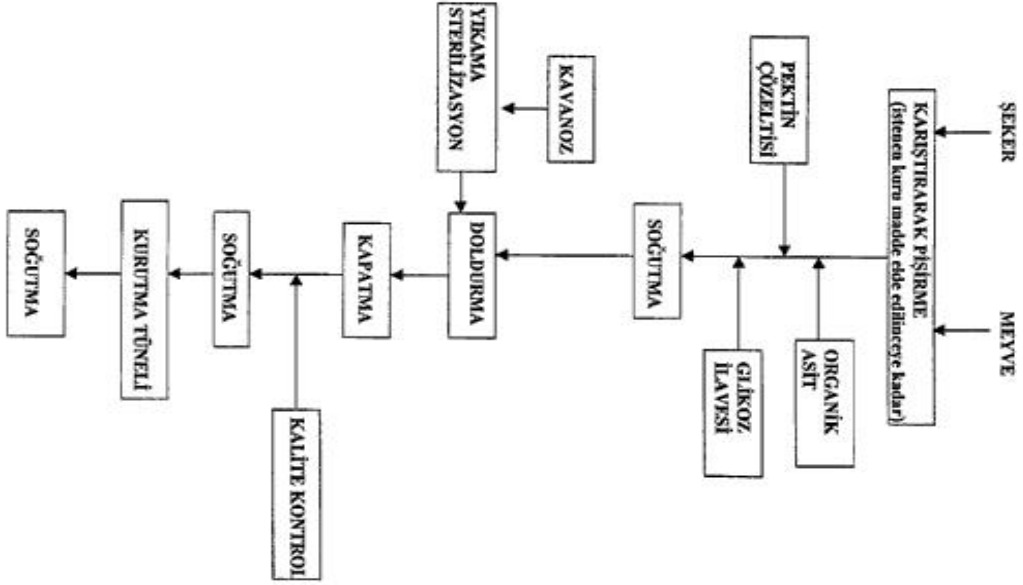 ŞEKER
MEYVE
KARIŞTIRARAK PİŞİRME
(istenen kuru madde elde edilinceye kadar)
ORGANİK
ASİT
PEKTİN
ÇÖZELTİSİ
GLİKOZ
İLAVESİ
SOĞUTMA
KAVANOZ
YIKAMA
STERİLİZASYON
DOLDURMA
KAPATMA
KALİTE KONTROL
SOĞUTMA
KURUTMA TÜNELİ
SOĞUTMA